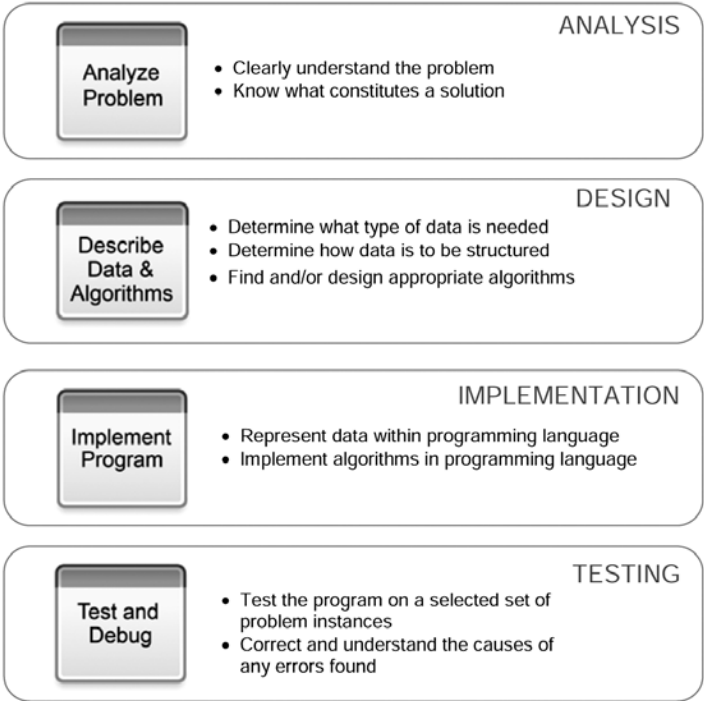 ANALYSIS
Analyze
Problem
• Clearly understand the problem
• Know what constitutes a solution
DESIGN
Describe
Data &
Algorithms
• Determine what type of data is needed
• Determine how data is to be structured
• Find and/or design appropriate algorithms
IMPLEMENTATION
Implement
Program
• Represent data within programming language
• Implement algorithms in programming language
TESTING
Test and
Debug
• Test the program on a selected set of
problem instances
• Correct and understand the causes of
any errors found